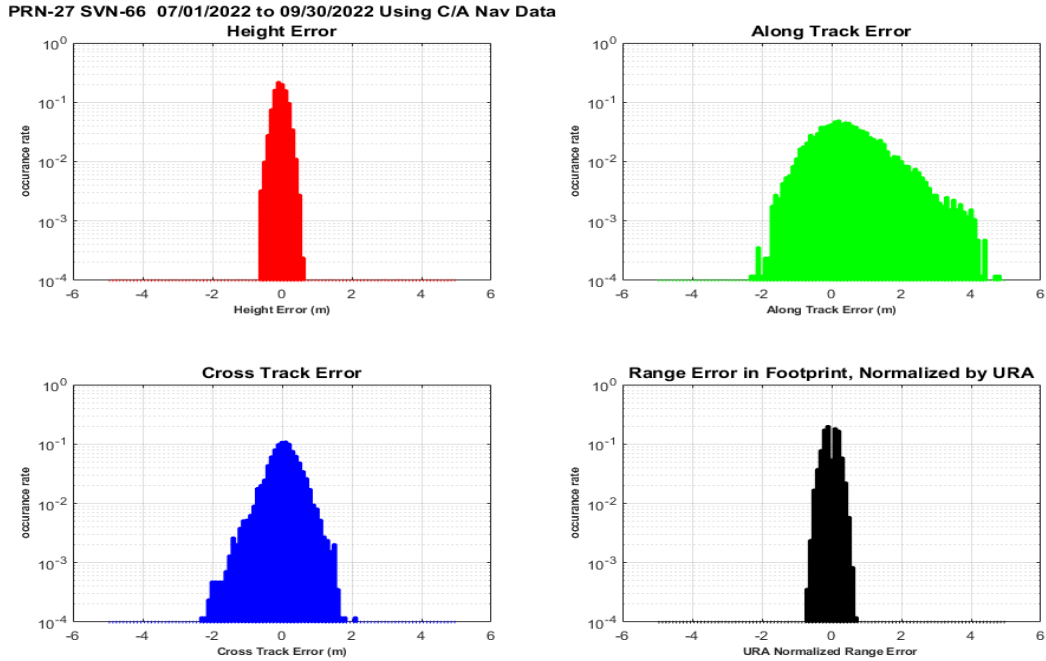 PRN-27 SVN-66 07/01/2022 to 09/30/2022 Using C/A Nav Data
Height Error
10^0
10^-1
10^-2
10^-3
10^-4
occurance rate
-6 -4 -2 0 2 4 6
Height Error (m)
Along Track Error
10^0
10^-1
10^-2
10^-3
10^-4
occurance rate
-6 -4 -2 0 2 4 6
Along Track Error (m)
Cross Track Error
10^0
10^-1
10^-2
10^-3
10^-4
occurance rate
-6 -4 -2 0 2 4 6
Cross Track Error (m)
Range Error in Footprint, Normalized by URA
10^0
10^-1
10^-2
10^-3
10^-4
occurance rate
-6 -4 -2 0 2 4 6
URA Normalized Range Error